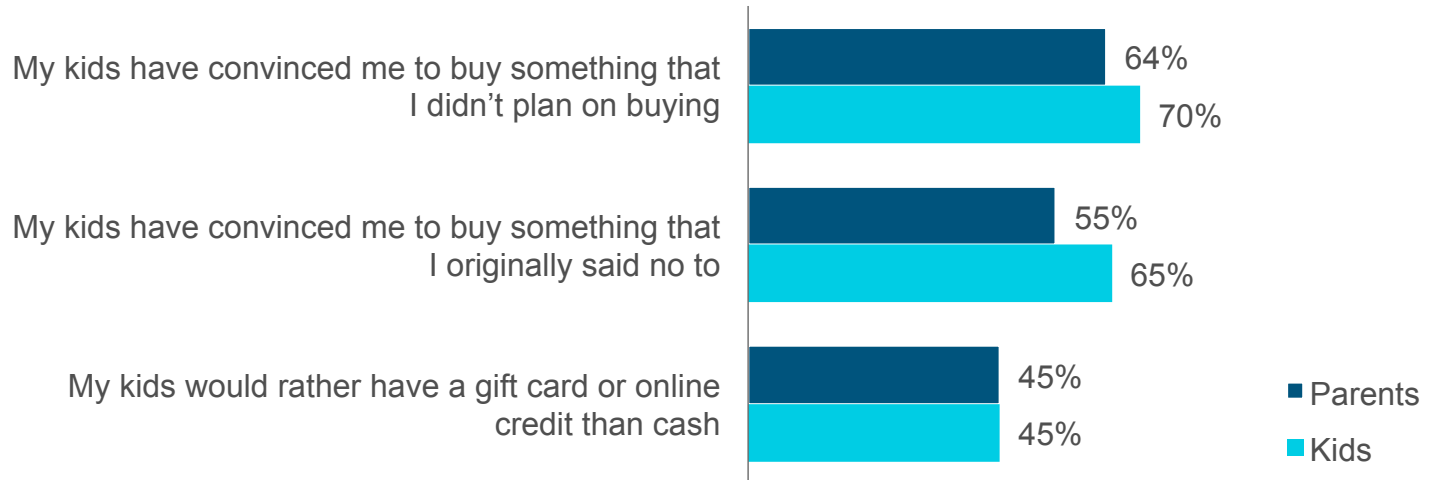 My kids have convinced me to buy something that
I didn’t plan on buying
64%
70%
My kids have convinced me to buy something that
I originally said no to
55%
65%
My kids would rather have a gift card or online
credit than cash
45%
45%
Parents
Kids